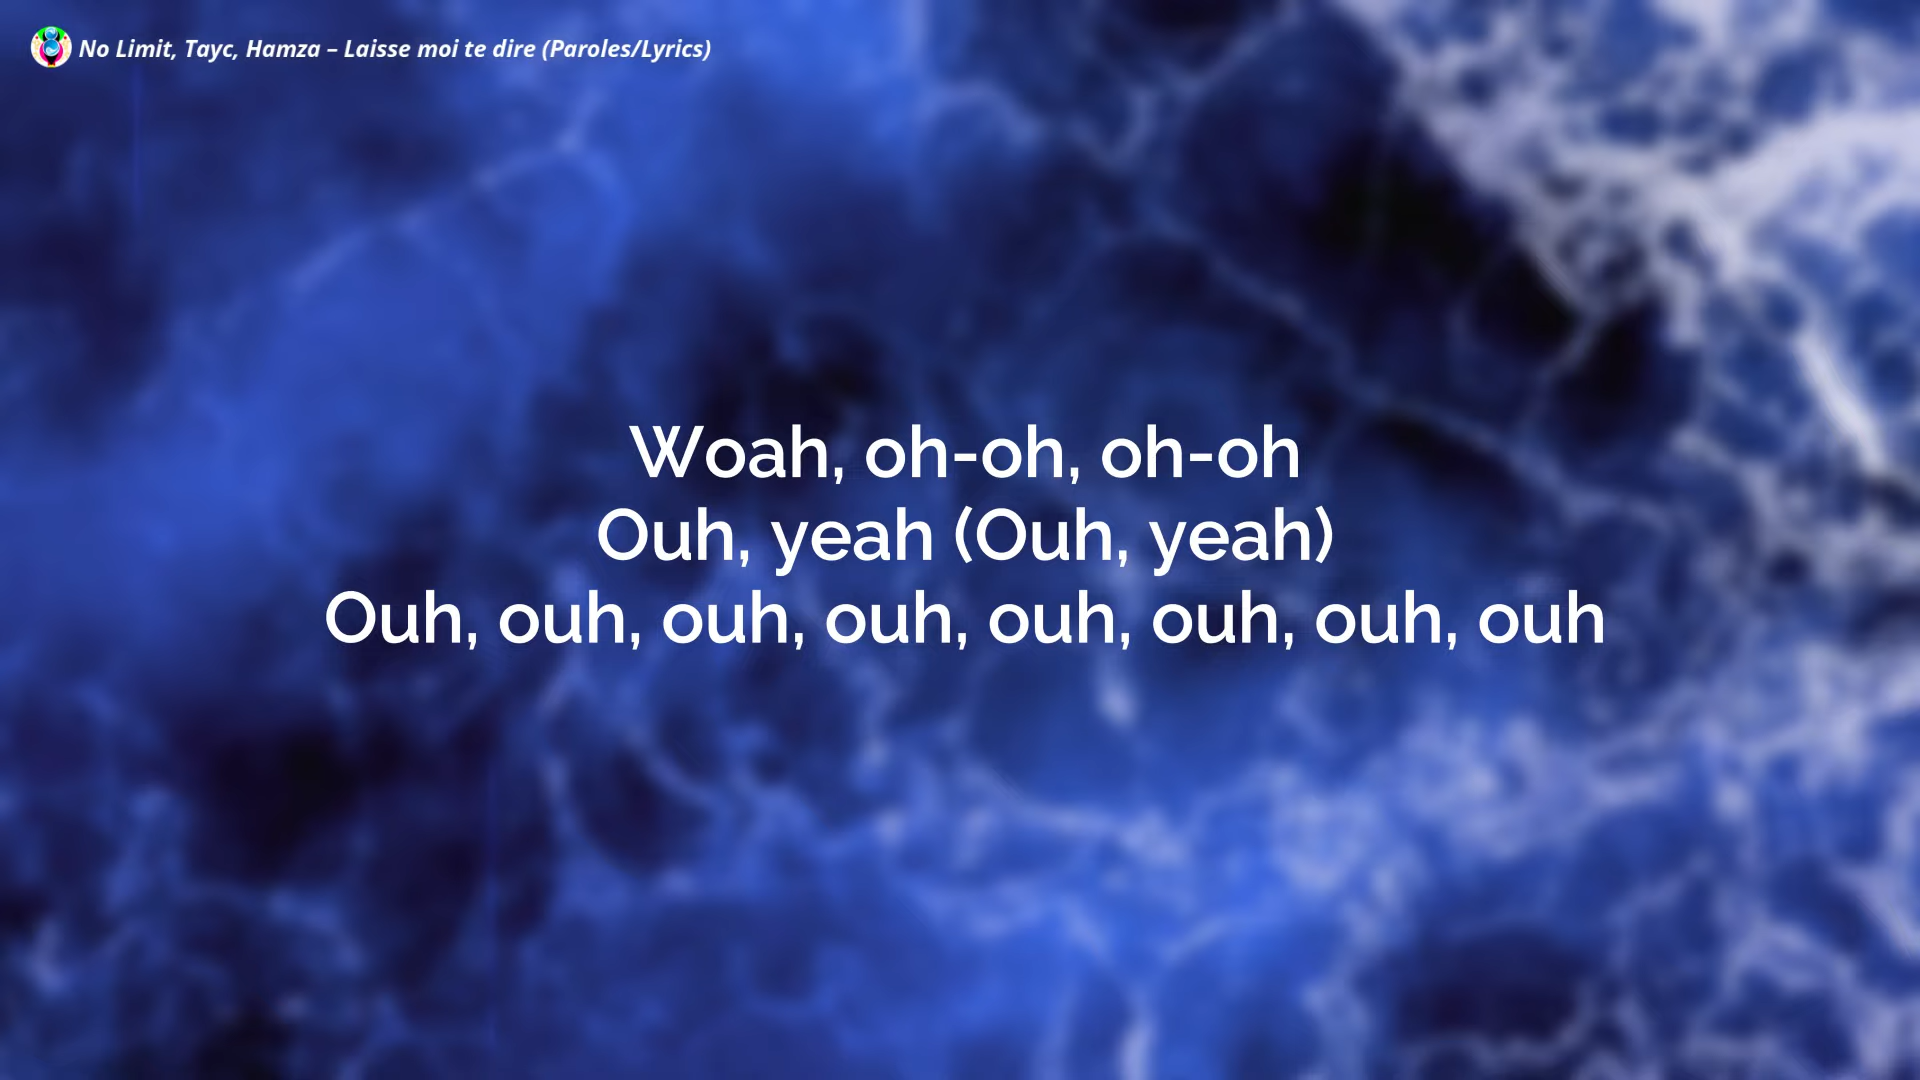 No Limit, Tayc, Hamza – Laisse moi te dire (Paroles/Lyrics)
Woah, oh-oh, oh-oh
Ouh, yeah (Ouh, yeah)
Ouh, ouh, ouh, ouh, ouh, ouh, ouh, ouh